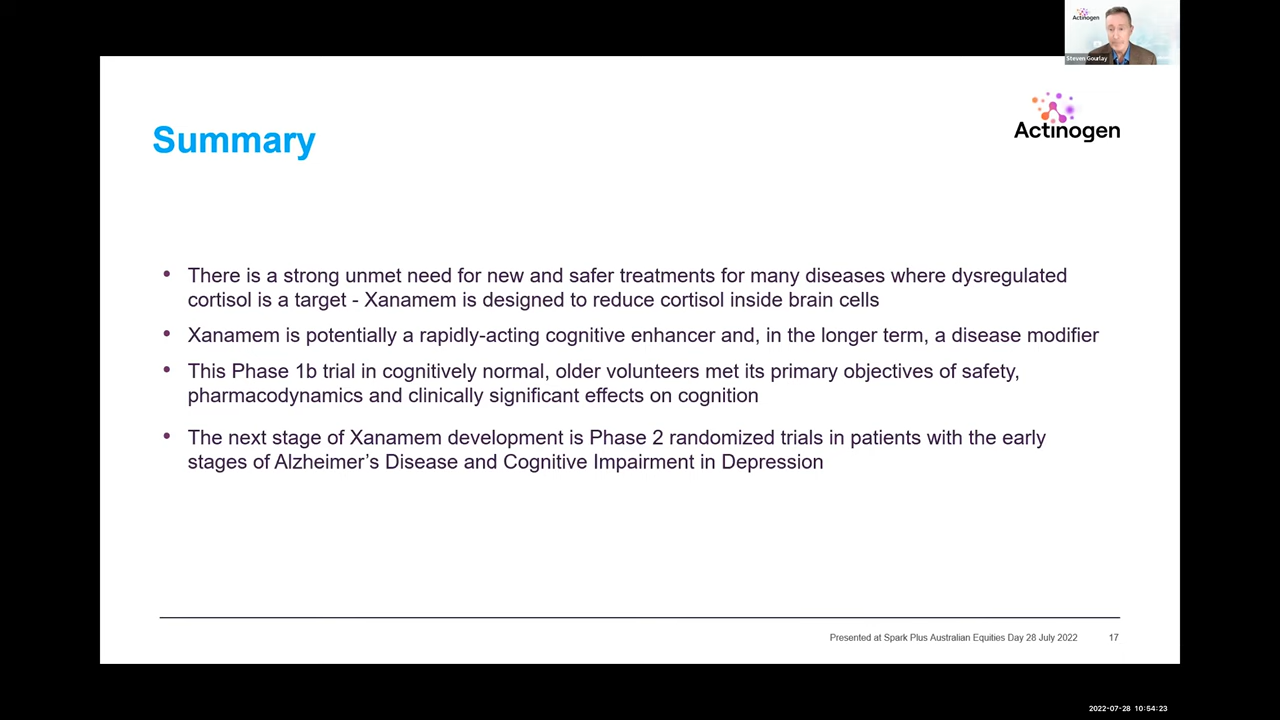 Actinogen
Steven Gourlay
Actinogen
Summary
• There is a strong unmet need for new and safer treatments for many diseases where dysregulated
cortisol is a target - Xanamem is designed to reduce cortisol inside brain cells
• Xanamem is potentially a rapidly-acting cognitive enhancer and, in the longer term, a disease modifier
• This Phase 1b trial in cognitively normal, older volunteers met its primary objectives of safety,
pharmacodynamics and clinically significant effects on cognition
• The next stage of Xanamem development is Phase 2 randomized trials in patients with the early
stages of Alzheimer’s Disease and Cognitive Impairment in Depression
Presented at Spark Plus Australian Equities Day 28 July 2022 17
2022-07-28 10:54:23